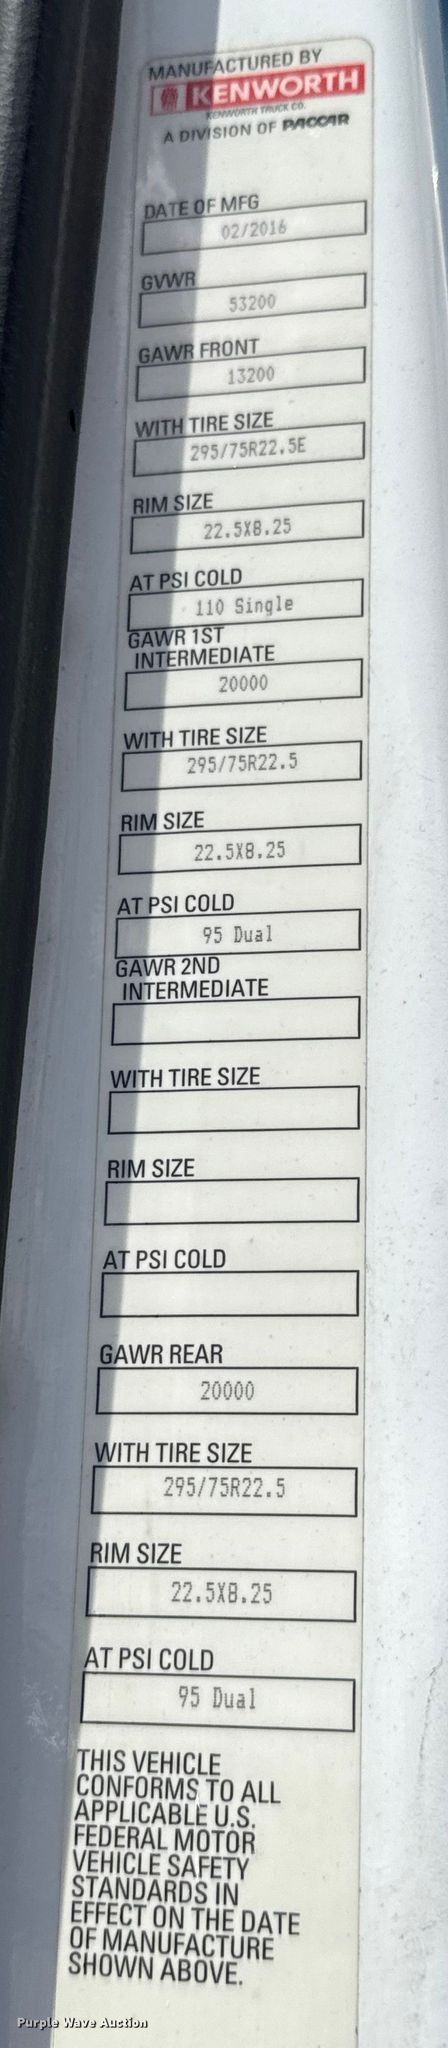 MANUFACTURED BY
KENWORTH
KENWORTH TRUCK CO.
A DIVISION OF PACCAR
DATE OF MFG
02/2016
GVWR
53200
GAWR FRONT
13200
WITH TIRE SIZE
295/75R22.5E
RIM SIZE
22.5X8.25
AT PSI COLD
110 Single
GAWR 1ST
INTERMEDIATE
20000
WITH TIRE SIZE
295/75R22.5
RIM SIZE
22.5X8.25
AT PSI COLD
95 Dual
GAWR 2ND
INTERMEDIATE
WITH TIRE SIZE
RIM SIZE
AT PSI COLD
GAWR REAR
20000
WITH TIRE SIZE
295/75R22.5
RIM SIZE
22.5X8.25
AT PSI COLD
95 Dual
THIS VEHICLE
CONFORMS TO ALL
APPLICABLE U.S.
FEDERAL MOTOR
VEHICLE SAFETY
STANDARDS IN
EFFECT ON THE DATE
OF MANUFACTURE
SHOWN ABOVE.
Purple Wave Auction